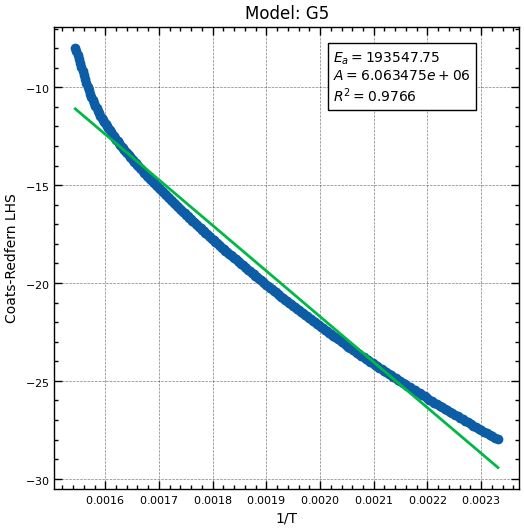 Model: G5
E_a = 193547.75
A = 6.063475e + 06
R^2 = 0.9766
Coats-Redfern LHS
−10
−15
−20
−25
−30
0.0016 0.0017 0.0018 0.0019 0.0020 0.0021 0.0022 0.0023
1/T